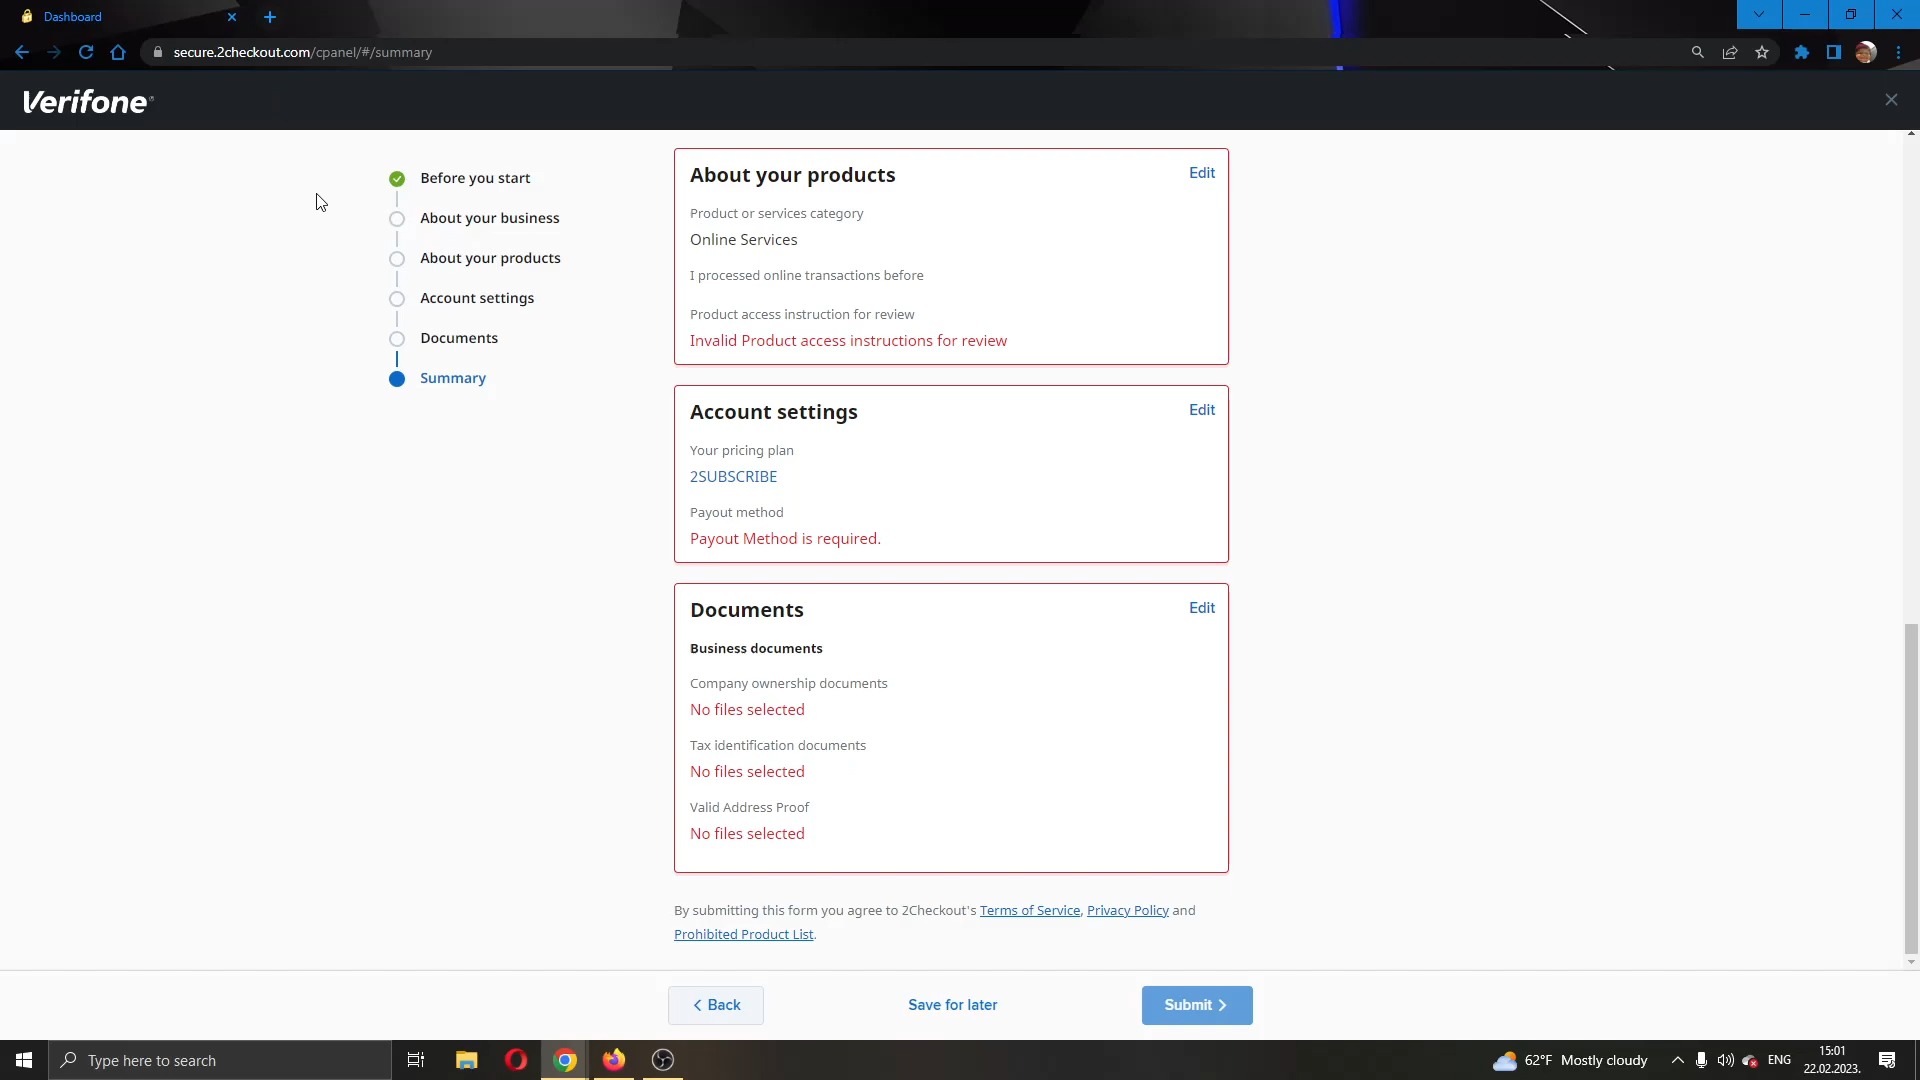 Dashboard
secure.2checkout.com/cpanel/#/summary
Verifone
Before you start
About your business
About your products
Account settings
Documents
Summary
About your products
Edit
Product or services category
Online Services
I processed online transactions before
Product access instruction for review
Invalid Product access instructions for review
Account settings
Edit
Your pricing plan
2SUBSCRIBE
Payout method
Payout Method is required.
Documents
Edit
Business documents
Company ownership documents
No files selected
Tax identification documents
No files selected
Valid Address Proof
No files selected
By submitting this form you agree to 2Checkout's Terms of Service, Privacy Policy and
Prohibited Product List.
Back
Save for later
Submit
Type here to search
62°F Mostly cloudy
ENG
15:01
22.02.2023.